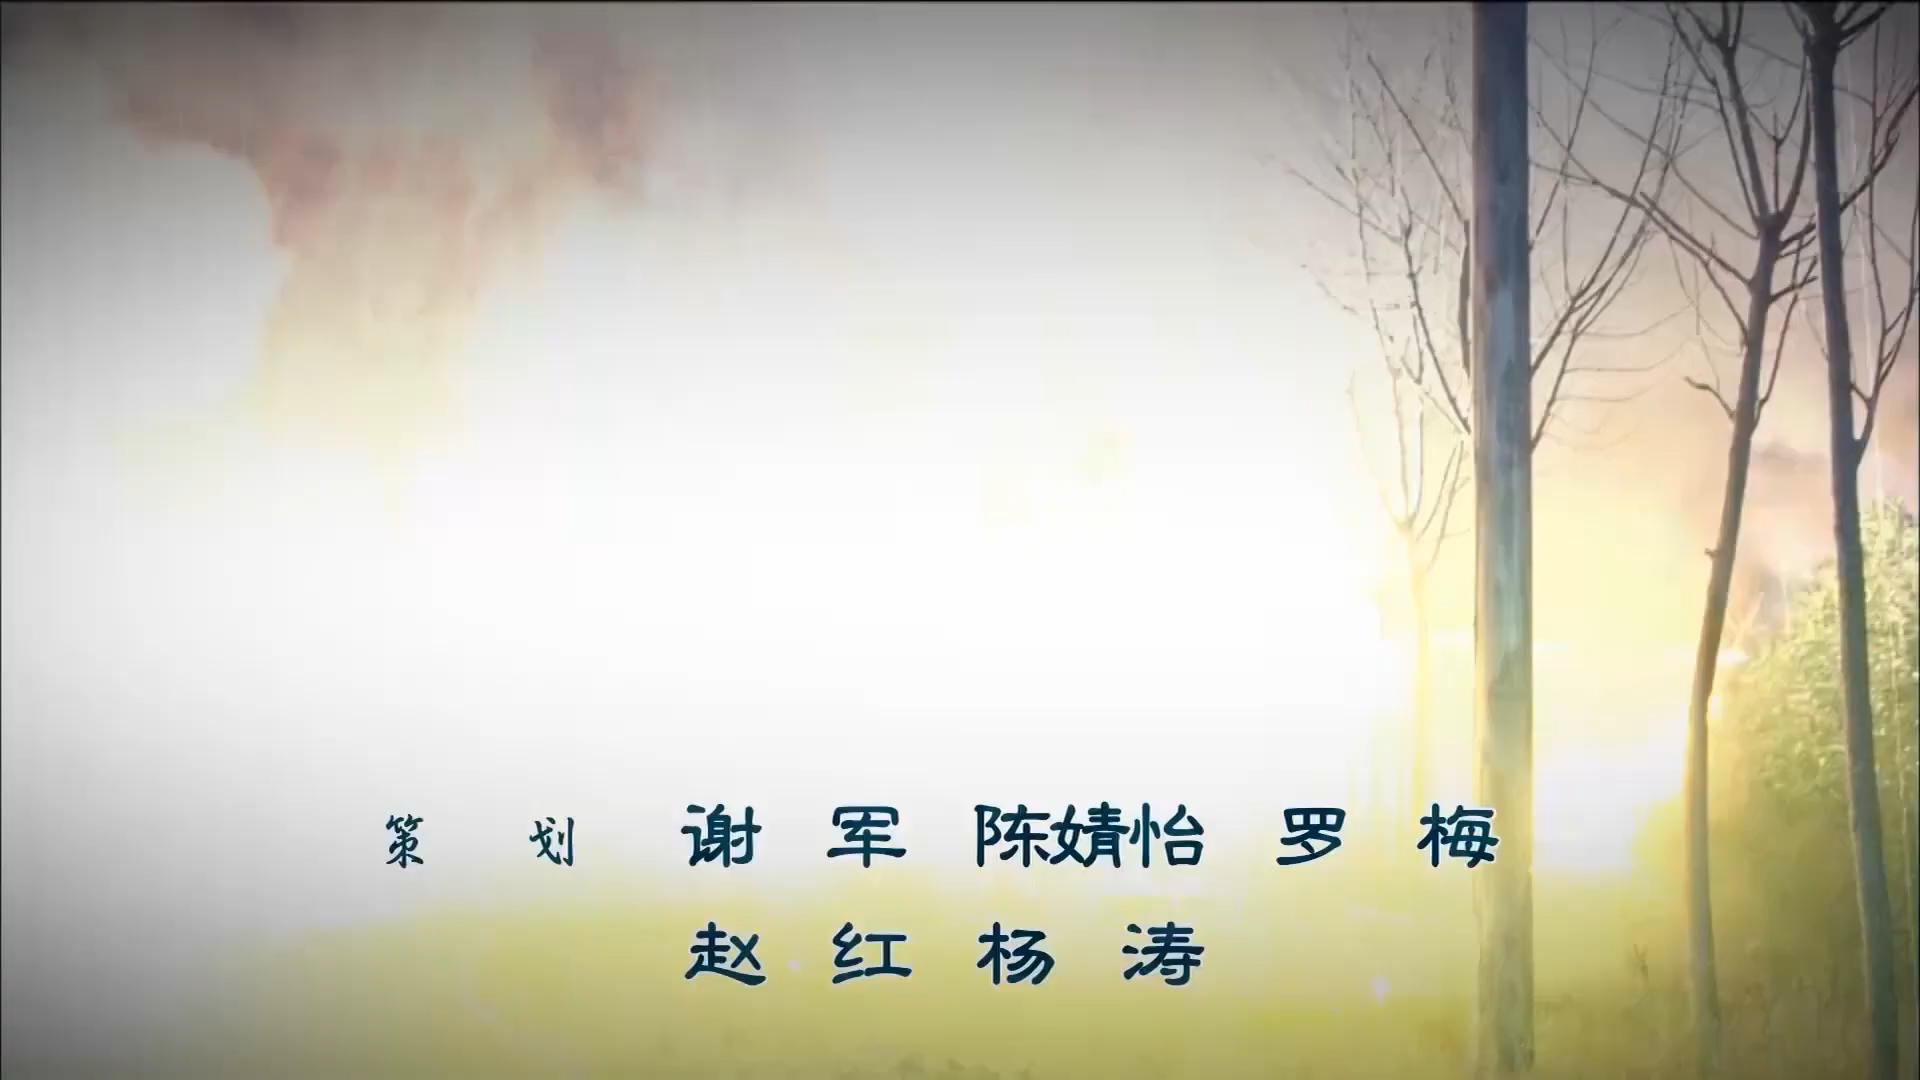 策 划 谢 军 陈婧怡 罗 梅
赵 红 杨 涛